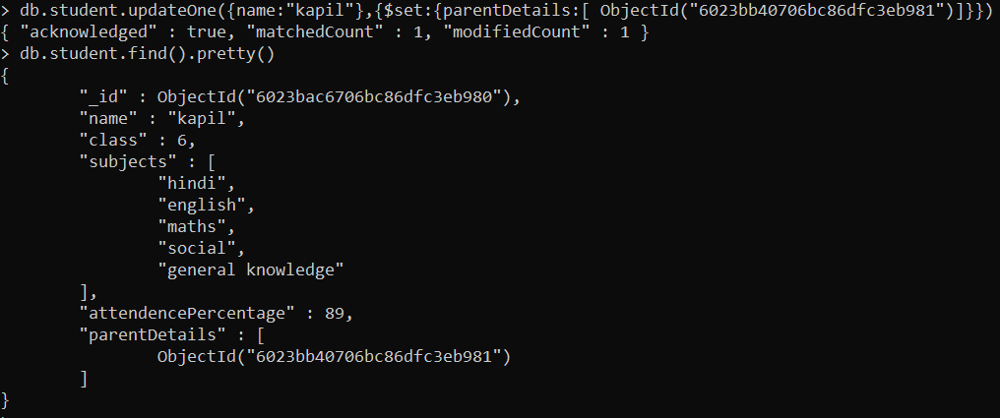 > db.student.updateOne({name:"kapil"},{$set:{parentDetails:[ ObjectId("6023bb40706bc86dfc3eb981")]}})
{ "acknowledged" : true, "matchedCount" : 1, "modifiedCount" : 1 }
> db.student.find().pretty()
{
        "_id" : ObjectId("6023bac6706bc86dfc3eb980"),
        "name" : "kapil",
        "class" : 6,
        "subjects" : [
                "hindi",
                "english",
                "maths",
                "social",
                "general knowledge"
        ],
        "attendencePercentage" : 89,
        "parentDetails" : [
                ObjectId("6023bb40706bc86dfc3eb981")
        ]
}